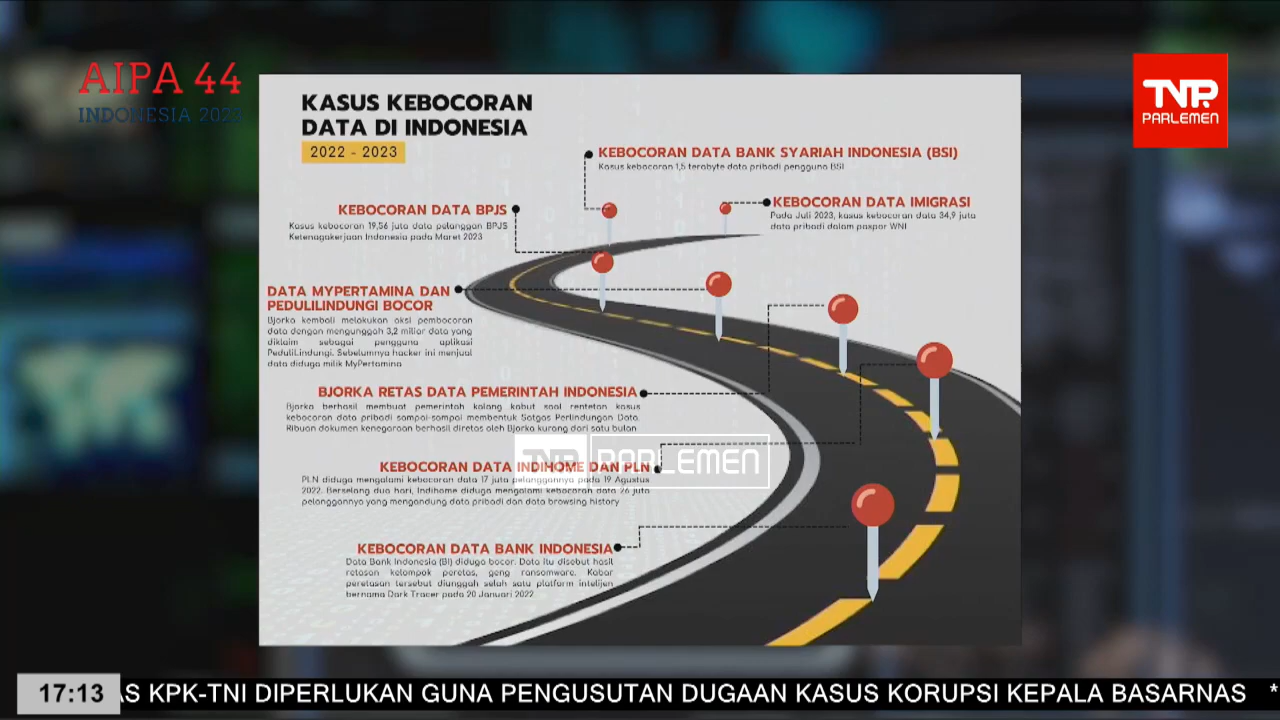 AIPA 44
INDONESIA 2023
TVP.
PARLEMEN
KASUS KEBOCORAN
DATA DI INDONESIA
2022 - 2023
KEBOCORAN DATA BANK SYARIAH INDONESIA (BSI)
Kasus kebocoran 1,5 terabyte data pribadi pengguna BSI
KEBOCORAN DATA IMIGRASI
Pada Juli 2023, kasus kebocoran data 34,9 juta
data pribadi dalam paspor WNI
KEBOCORAN DATA BPJS
Kasus kebocoran 19,56 juta data pelanggan BPJS
Ketenagakerjaan Indonesia pada Maret 2023
DATA MYPERTAMINA DAN
PEDULILINDUNGI BOCOR
Bjorka kembali melakukan aksi pembocoran
data dengan mengunggah 3,2 miliar data yang
diklaim sebagai pengguna aplikasi
PeduliLindungi. Sebelumnya hacker ini menjual
data diduga milik MyPertamina
BJORKA RETAS DATA PEMERINTAH INDONESIA
Bjorka berhasil membuat pemerintah kalang kabut soal rentetan kasus
kebocoran data pribadi sampai-sampai membentuk Satgas Perlindungan Data.
Ribuan dokumen kenegaraan berhasil diretas oleh Bjorka kurang dari satu bulan
TVP PARLEMEN
KEBOCORAN DATA INDIHOME DAN PLN
PLN diduga mengalami kebocoran data 17 juta pelanggannya pada 19 Agustus
2022. Berselang dua hari, Indihome diduga mengalami kebocoran data 26 juta
pelanggannya yang mengandung data pribadi dan data browsing history
KEBOCORAN DATA BANK INDONESIA
Data Bank Indonesia (BI) diduga bocor. Data itu disebut hasil
retasan kelompok peretas, geng ransomware. Kabar
peretasan tersebut diunggah selah satu platform intelijen
bernama Dark Tracer pada 20 Januari 2022
17:13 AS KPK-TNI DIPERLUKAN GUNA PENGUSUTAN DUGAAN KASUS KORUPSI KEPALA BASARNAS *